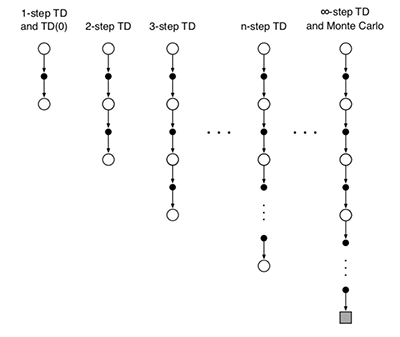 1-step TD
and TD(0)
2-step TD
3-step TD
n-step TD
∞-step TD
and Monte Carlo